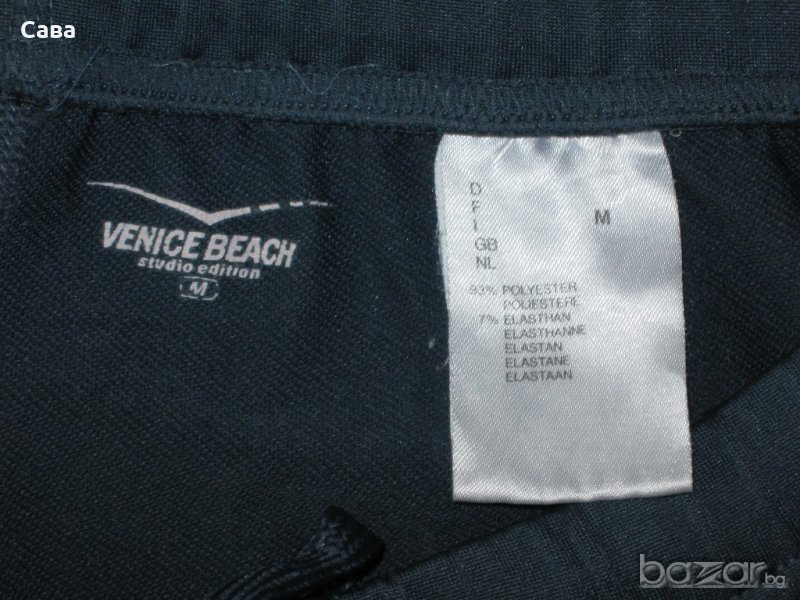 Сава
VENICE BEACH
studio edition
M
D
F
I
GB
NL
M
93% POLYESTER
POLIESTERE
7% ELASTHAN
ELASTHANNE
ELASTAN
ELASTANE
ELASTAAN
bazar.bg